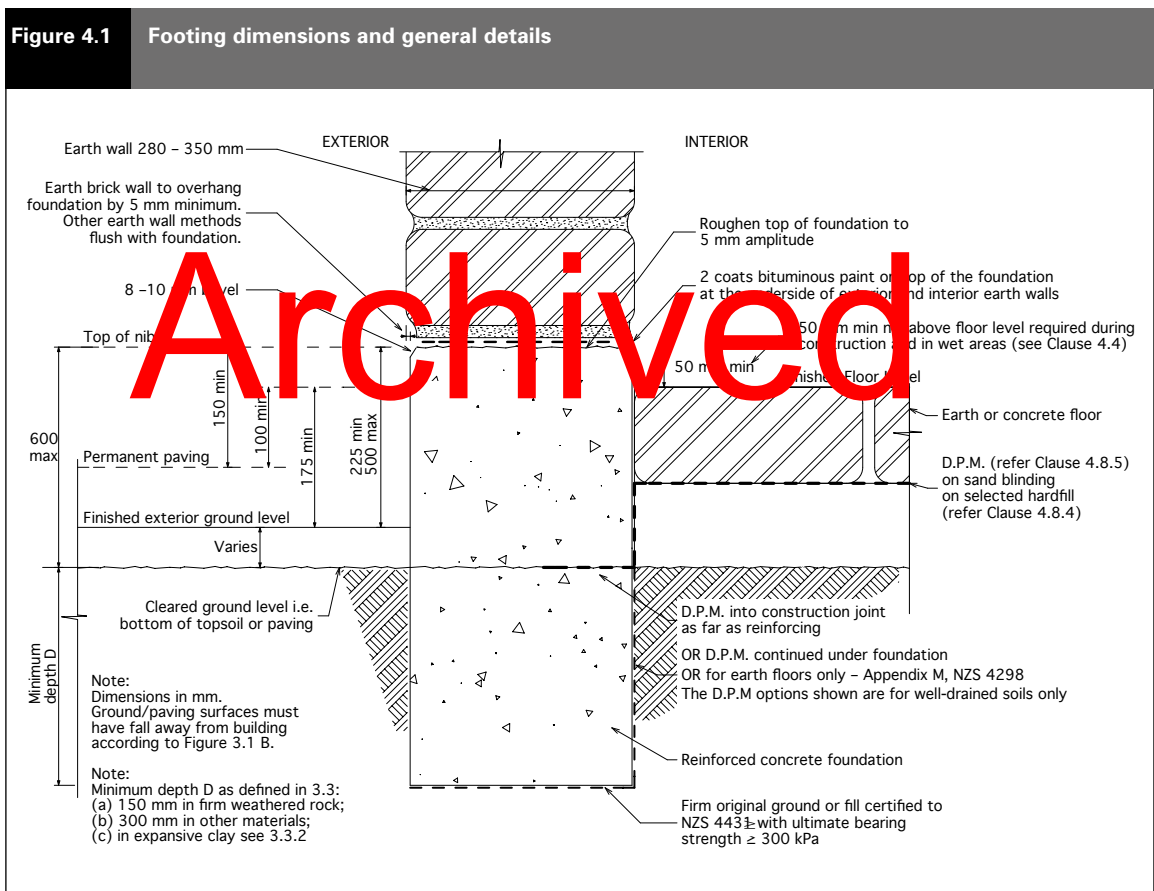 Figure 4.1
Footing dimensions and general details
EXTERIOR
INTERIOR
Earth wall 280 – 350 mm
Earth brick wall to overhang
foundation by 5 mm minimum.
Other earth wall methods
flush with foundation.
Roughen top of foundation to
5 mm amplitude
8 –10
2 coats bituminous paint on top of the foundation
at the underside of exterior and interior earth walls
Archived
Top of nib
50 mm min nib above floor level required during
construction and in wet areas (see Clause 4.4)
50 mm min
Finished Floor Level
150 min
100 min
175 min
225 min
500 max
600
max
Permanent paving
Earth or concrete floor
D.P.M. (refer Clause 4.8.5)
on sand blinding
on selected hardfill
(refer Clause 4.8.4)
Finished exterior ground level
Varies
Cleared ground level i.e.
bottom of topsoil or paving
D.P.M. into construction joint
as far as reinforcing
OR D.P.M. continued under foundation
OR for earth floors only – Appendix M, NZS 4298
The D.P.M options shown are for well-drained soils only
Minimum
depth D
Note:
Dimensions in mm.
Ground/paving surfaces must
have fall away from building
according to Figure 3.1 B.
Note:
Minimum depth D as defined in 3.3:
(a) 150 mm in firm weathered rock;
(b) 300 mm in other materials;
(c) in expansive clay see 3.3.2
Reinforced concrete foundation
Firm original ground or fill certified to
NZS 4431 with ultimate bearing
strength ≥ 300 kPa